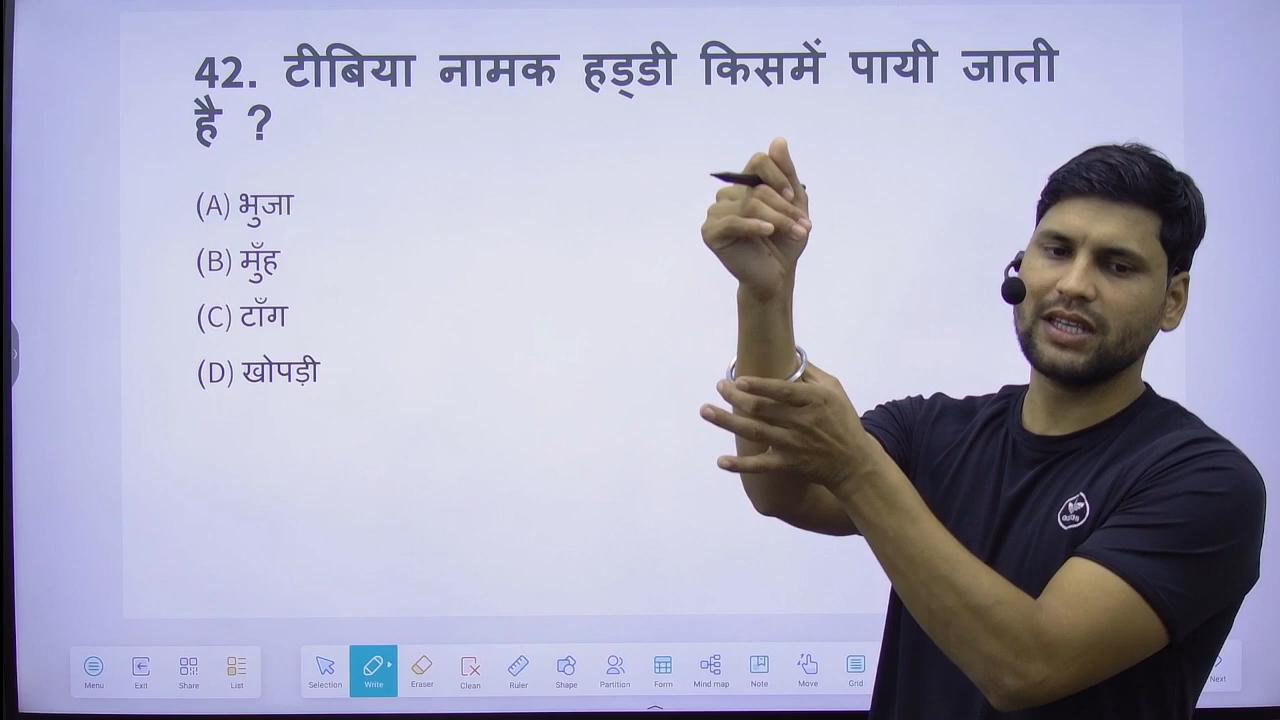 42. टीबिया नामक हड्डी किसमें पायी जाती
है ?
(A) भुजा
(B) मुँह
(C) टाँग
(D) खोपड़ी
Menu Exit Share List Selection Write Eraser Clean Ruler Shape Partition Form Mind map Note Move Grid Next